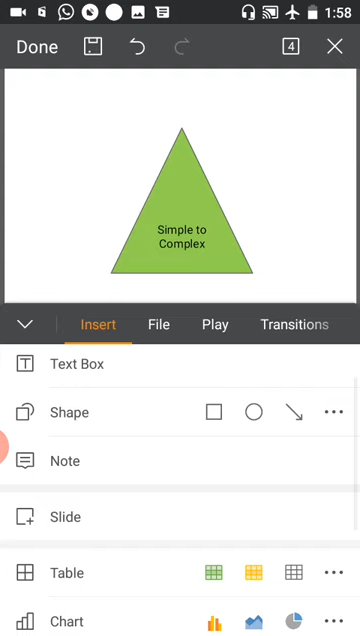 1:58
Done
4
Simple to
Complex
Insert File Play Transitions
Text Box
Shape
Note
Slide
Table
Chart